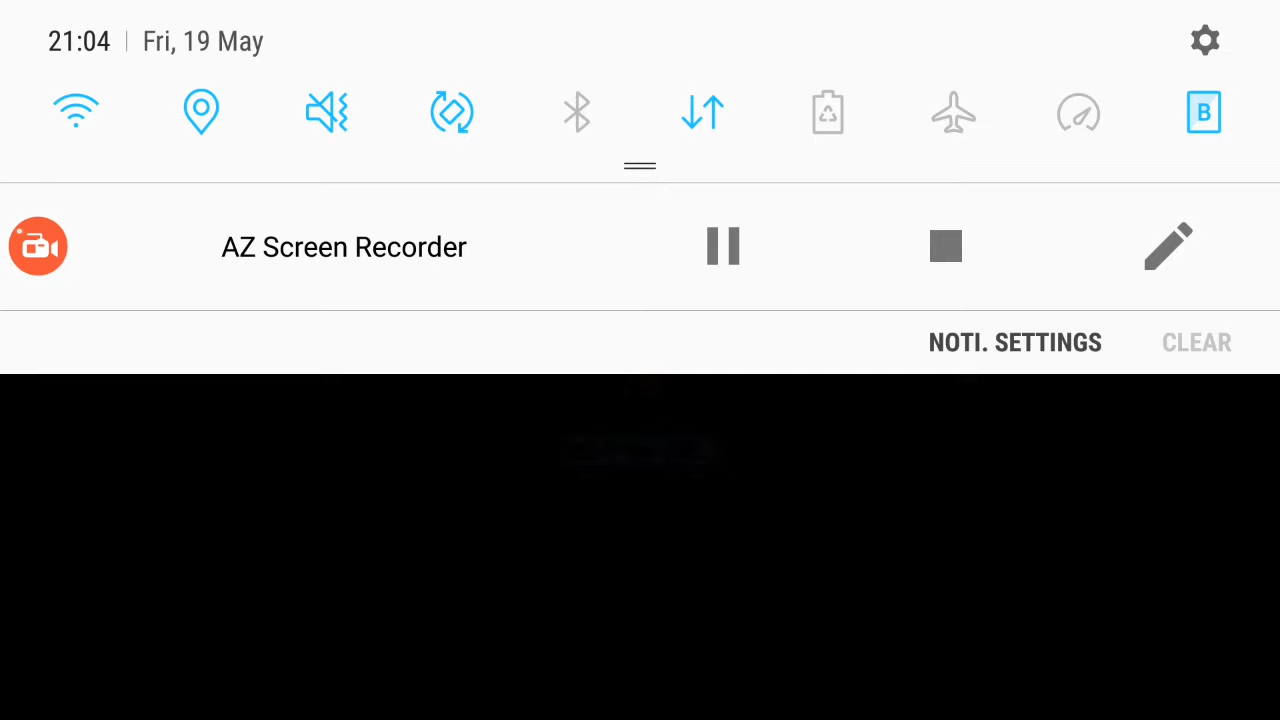 21:04 | Fri, 19 May
B
AZ Screen Recorder
NOTI. SETTINGS CLEAR